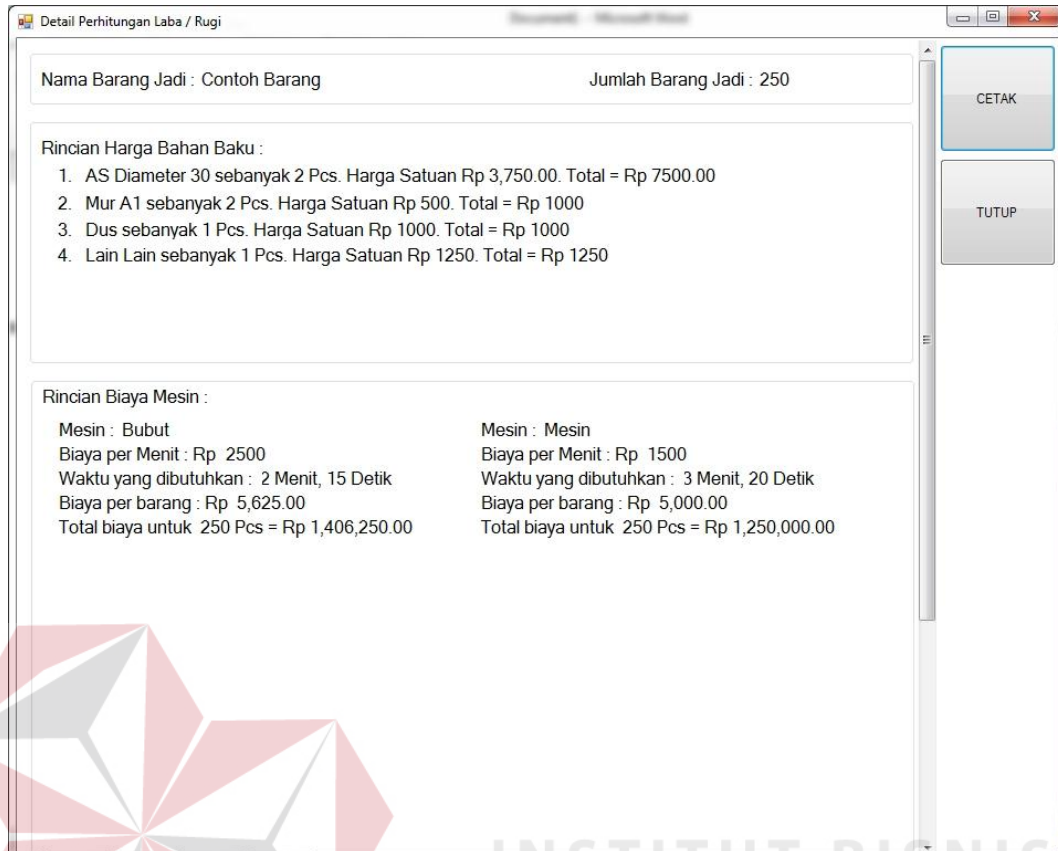 Detail Perhitungan Laba / Rugi
Document1 - Microsoft Word
Nama Barang Jadi : Contoh Barang Jumlah Barang Jadi : 250
CETAK
TUTUP
Rincian Harga Bahan Baku :
1. AS Diameter 30 sebanyak 2 Pcs. Harga Satuan Rp 3,750.00. Total = Rp 7500.00
2. Mur A1 sebanyak 2 Pcs. Harga Satuan Rp 500. Total = Rp 1000
3. Dus sebanyak 1 Pcs. Harga Satuan Rp 1000. Total = Rp 1000
4. Lain Lain sebanyak 1 Pcs. Harga Satuan Rp 1250. Total = Rp 1250
Rincian Biaya Mesin :
Mesin : Bubut
Biaya per Menit : Rp 2500
Waktu yang dibutuhkan : 2 Menit, 15 Detik
Biaya per barang : Rp 5,625.00
Total biaya untuk 250 Pcs = Rp 1,406,250.00
Mesin : Mesin
Biaya per Menit : Rp 1500
Waktu yang dibutuhkan : 3 Menit, 20 Detik
Biaya per barang : Rp 5,000.00
Total biaya untuk 250 Pcs = Rp 1,250,000.00
INSTITUT BISNIS